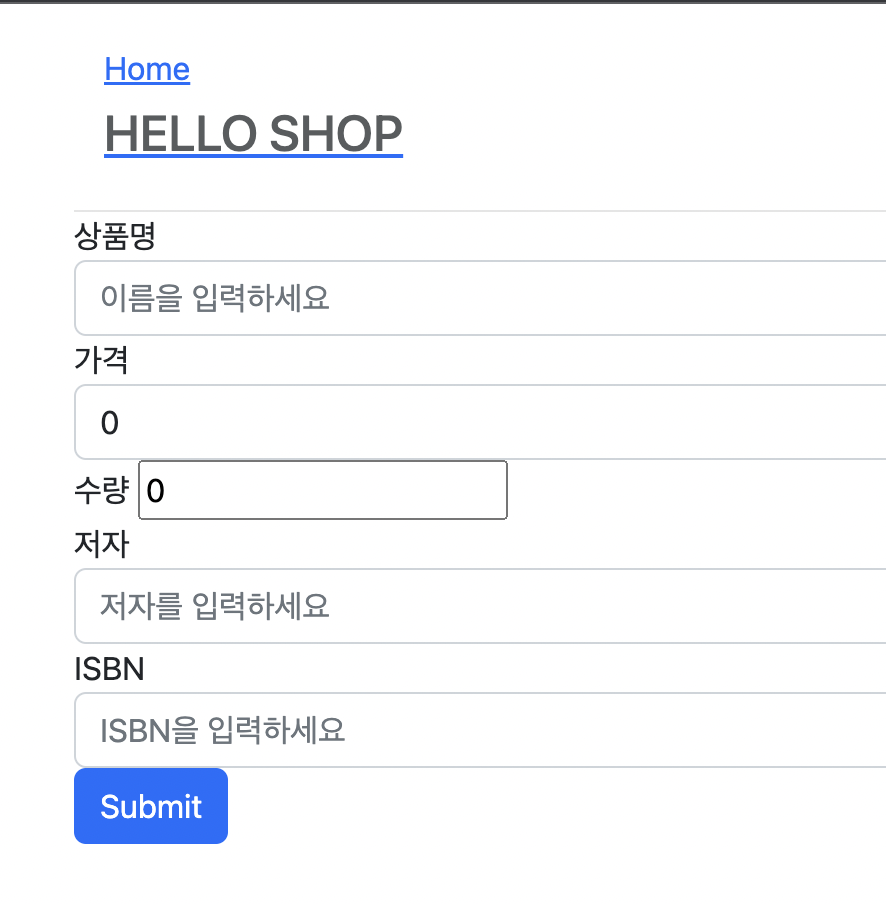 Home
HELLO SHOP
상품명
이름을 입력하세요
가격
0
수량 0
저자
저자를 입력하세요
ISBN
ISBN을 입력하세요
Submit